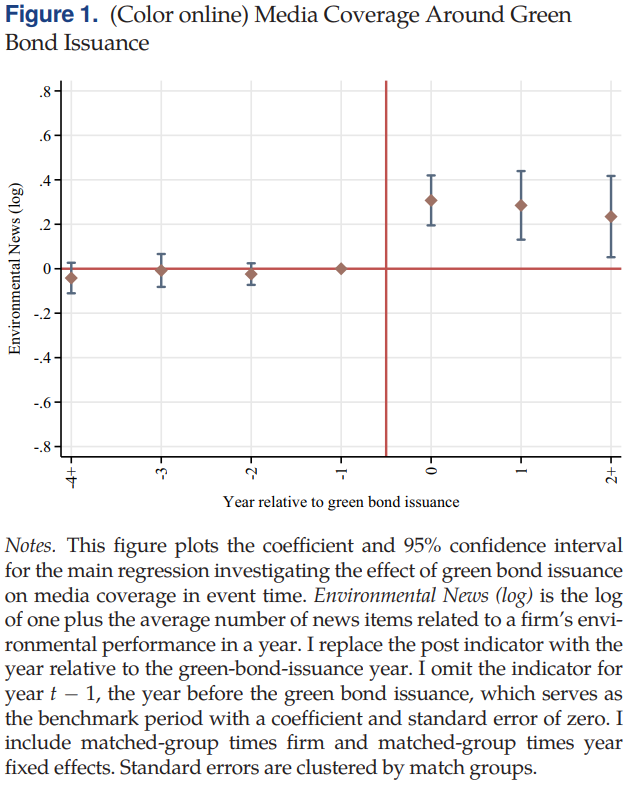 Figure 1. (Color online) Media Coverage Around Green
Bond Issuance
.8
.6
.4
.2
0
-.2
-.4
-.6
-.8
Environmental News (log)
-4+
-3
-2
-1
0
1
2+
Year relative to green bond issuance
Notes. This figure plots the coefficient and 95% confidence interval
for the main regression investigating the effect of green bond issuance
on media coverage in event time. Environmental News (log) is the log
of one plus the average number of news items related to a firm's envi-
ronmental performance in a year. I replace the post indicator with the
year relative to the green-bond-issuance year. I omit the indicator for
year t − 1, the year before the green bond issuance, which serves as
the benchmark period with a coefficient and standard error of zero. I
include matched-group times firm and matched-group times year
fixed effects. Standard errors are clustered by match groups.